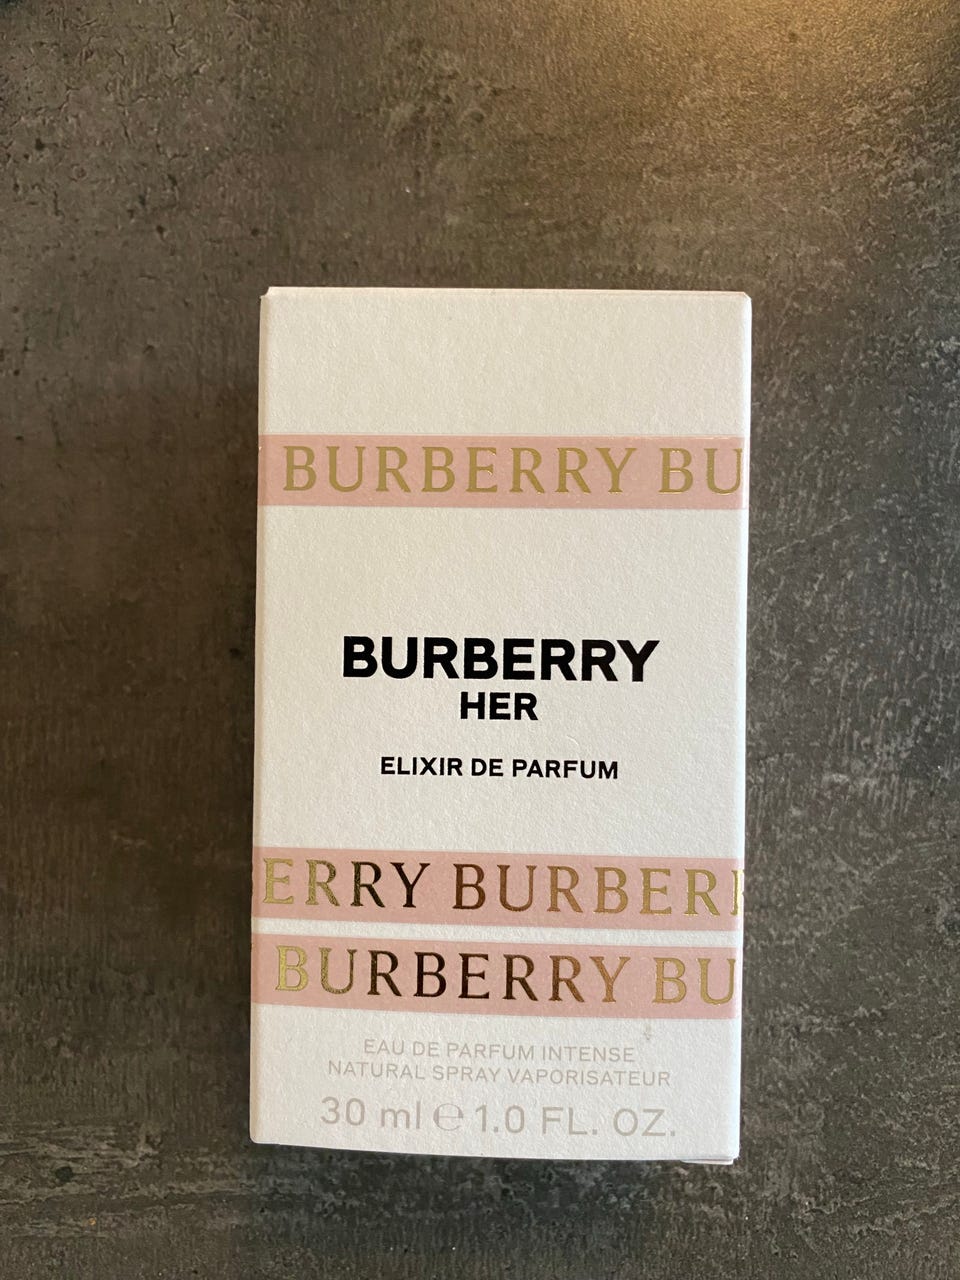 BURBERRY BU
BURBERRY
HER
ELIXIR DE PARFUM
ERRY BURBER
BURBERRY BU
EAU DE PARFUM INTENSE
NATURAL SPRAY VAPORISATEUR
30 ml ℮ 1.0 FL. OZ.